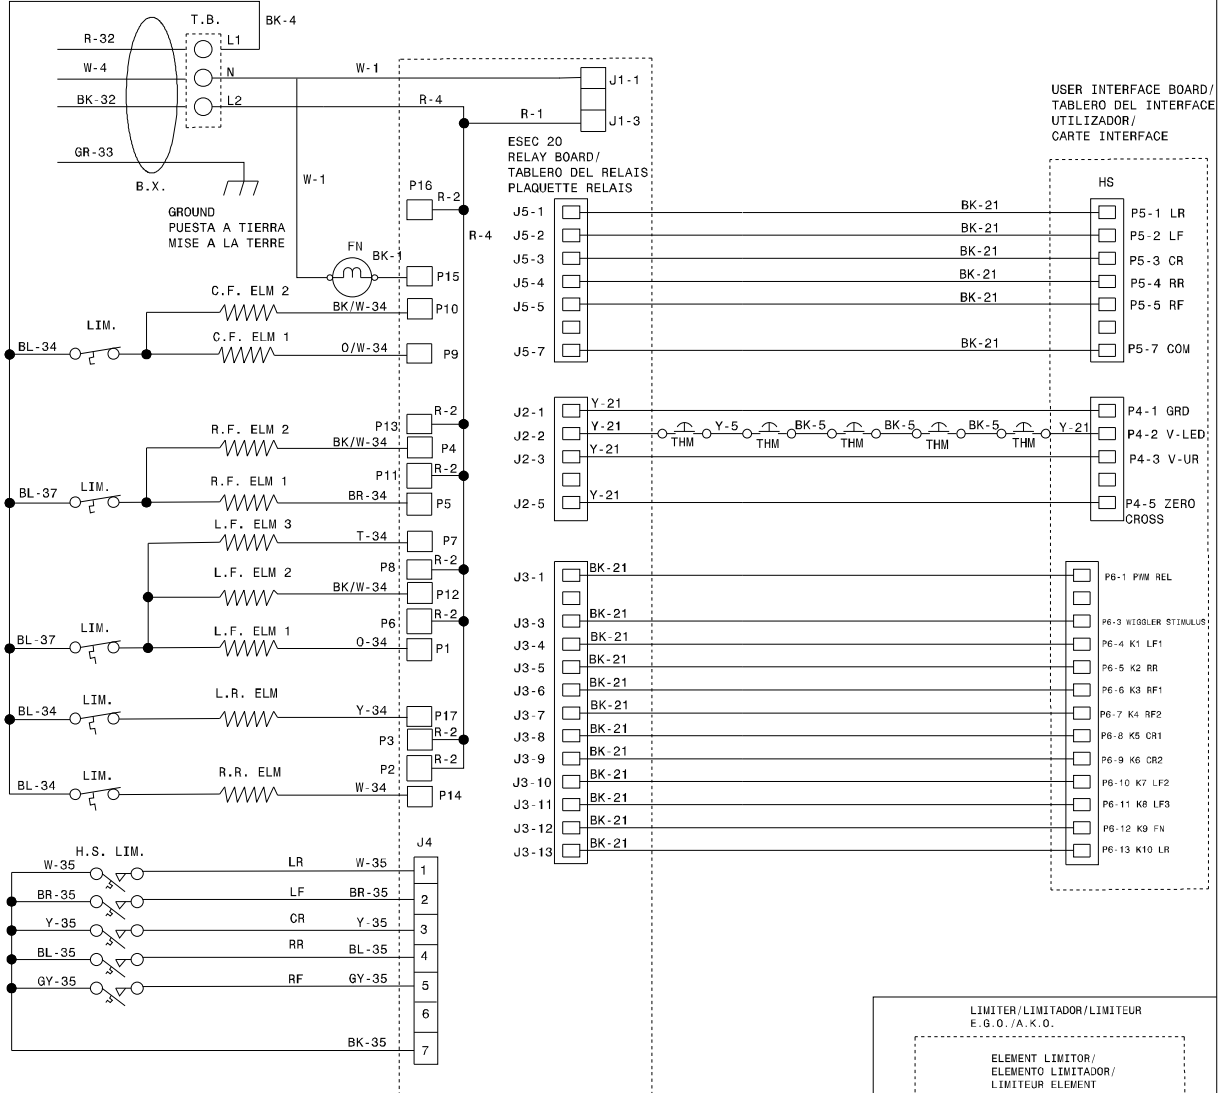 T.B.
BK-4
R-32
L1
W-4
N
W-1
J1-1
BK-32
L2
R-4
R-1
J1-3
GR-33
B.X.
W-1
GROUND
PUESTA A TIERRA
MISE A LA TERRE
ESEC 20
RELAY BOARD/
TABLERO DEL RELAIS
PLAQUETTE RELAIS
USER INTERFACE BOARD/
TABLERO DEL INTERFACE
UTILIZADOR/
CARTE INTERFACE
HS
P16
R-2
R-4
FN
BK-1
P15
C.F. ELM 2
BK/W-34
P10
LIM.
BL-34
C.F. ELM 1
O/W-34
P9
P13
R-2
R.F. ELM 2
BK/W-34
P4
P11
R-2
LIM.
BL-37
R.F. ELM 1
BR-34
P5
L.F. ELM 3
T-34
P7
P8
R-2
L.F. ELM 2
BK/W-34
P12
P6
R-2
LIM.
BL-37
L.F. ELM 1
O-34
P1
LIM.
BL-34
L.R. ELM
Y-34
P17
P3
R-2
P2
R-2
LIM.
BL-34
R.R. ELM
W-34
P14
J5-1
BK-21
P5-1 LR
J5-2
BK-21
P5-2 LF
J5-3
BK-21
P5-3 CR
J5-4
BK-21
P5-4 RR
J5-5
BK-21
P5-5 RF
J5-7
BK-21
P5-7 COM
J2-1
Y-21
P4-1 GRD
J2-2
Y-21
THM
Y-5
THM
BK-5
THM
BK-5
THM
BK-5
THM
Y-21
P4-2 V-LED
J2-3
Y-21
P4-3 V-UR
J2-5
Y-21
P4-5 ZERO
CROSS
J3-1
BK-21
P6-1 PWM REL
J3-3
BK-21
P6-3 WIGGLER STIMULUS
J3-4
BK-21
P6-4 K1 LF1
J3-5
BK-21
P6-5 K2 RR
J3-6
BK-21
P6-6 K3 RF1
J3-7
BK-21
P6-7 K4 RF2
J3-8
BK-21
P6-8 K5 CR1
J3-9
BK-21
P6-9 K6 CR2
J3-10
BK-21
P6-10 K7 LF2
J3-11
BK-21
P6-11 K8 LF3
J3-12
BK-21
P6-12 K9 FN
J3-13
BK-21
P6-13 K10 LR
J4
H.S. LIM.
W-35
LR
W-35
1
BR-35
LF
BR-35
2
Y-35
CR
Y-35
3
BL-35
RR
BL-35
4
GY-35
RF
GY-35
5
6
BK-35
7
LIMITER/LIMITADOR/LIMITEUR
E.G.O./A.K.O.
ELEMENT LIMITOR/
ELEMENTO LIMITADOR/
LIMITEUR ELEMENT